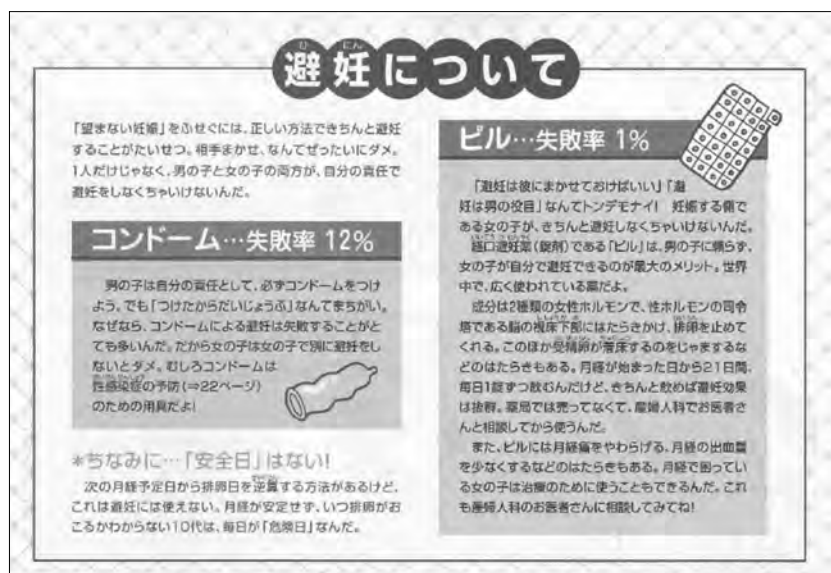 避妊について
「望まない妊娠」をふせぐには、正しい方法できちんと避妊
することがたいせつ。相手まかせ、なんてぜったいにダメ。
1人だけじゃなく、男の子と女の子の両方が、自分の責任で
避妊をしなくちゃいけないんだ。
コンドーム…失敗率 12%
男の子は自分の責任として、必ずコンドームをつけ
よう。でも「つけたからだいじょうぶ」なんてまちがい。
なぜなら、コンドームによる避妊は失敗することがと
ても多いんだ。だから女の子は女の子で別に避妊をし
ないとダメ。むしろコンドームは
性感染症の予防(⇒22ページ)
のための用具だよ!
*ちなみに…「安全日」はない!
次の月経予定日から排卵日を逆算する方法があるけど、
これは避妊には使えない。月経が安定せず、いつ排卵がお
こるかわからない10代は、毎日が「危険日」なんだ。
ピル…失敗率 1%
「避妊は彼にまかせておけばいい」「避
妊は男の役目」なんてトンデモナイ! 妊娠する側で
ある女の子が、きちんと避妊しなくちゃいけないんだ。
経口避妊薬(錠剤)である「ピル」は、男の子に頼らず、
女の子が自分で避妊できるのが最大のメリット。世界
中で、広く使われている薬だよ。
成分は2種類の女性ホルモンで、性ホルモンの司令
塔である脳の視床下部にはたらきかけ、排卵を止めて
くれる。このほか受精卵が着床するのをじゃまするな
どのはたらきもある。月経が始まった日から21日間、
毎日1錠ずつ飲むんだけど、きちんと飲めば避妊効果
は抜群。薬局では売ってなくて、産婦人科でお医者さ
んと相談してから使うんだ。
また、ピルには月経痛をやわらげる、月経の出血量
を少なくするなどのはたらきもある。月経で困ってい
る女の子は治療のために使うこともできるんだ。これ
も産婦人科のお医者さんに相談してみてね!